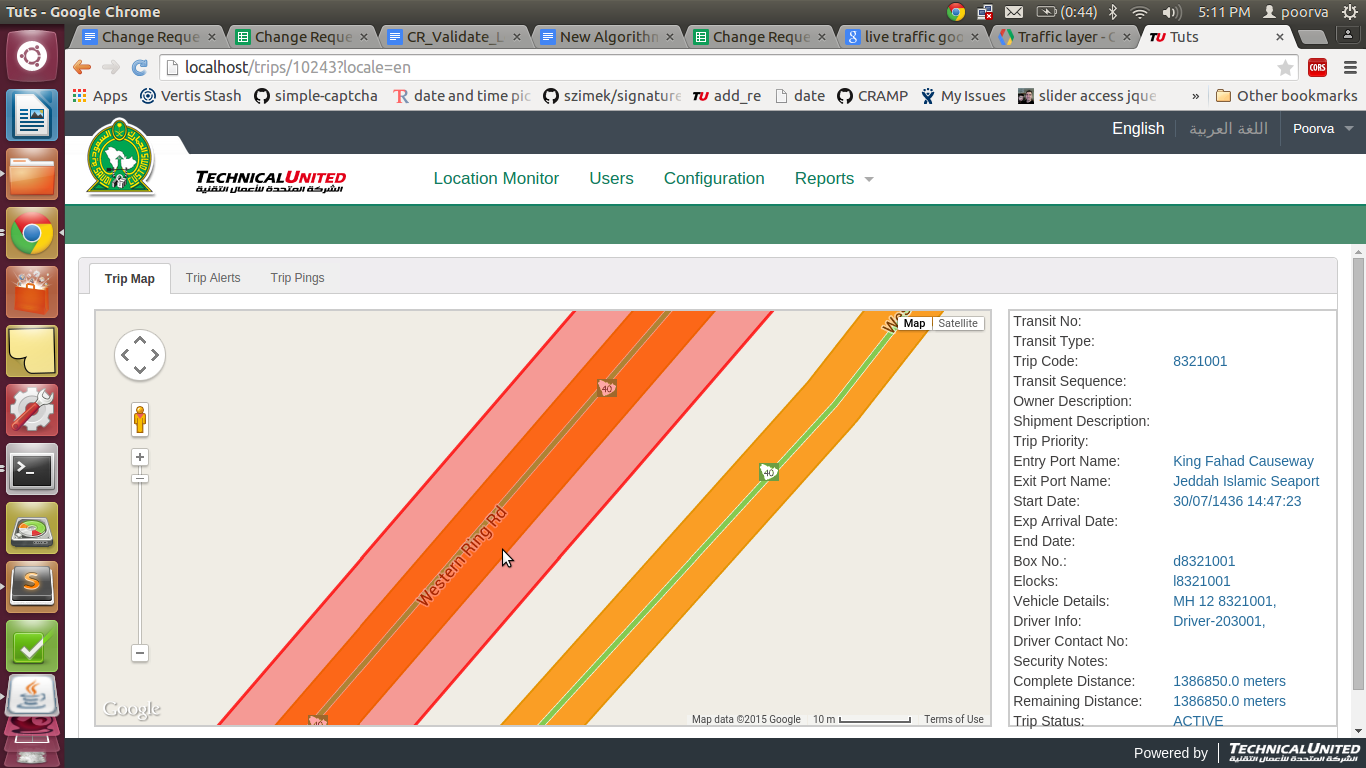 Tuts - Google Chrome
(0:44)
5:11 PM
poorva
Change Reque
Change Reque
CR_Validate_L
New Algorithm
Change Reque
live traffic goo
Traffic layer - G
TU Tuts
localhost/trips/10243?locale=en
CORS
Apps
Vertis Stash
simple-captcha
date and time pic
szimek/signature
TU add_re
date
CRAMP
My Issues
slider access jque
»
Other bookmarks
English
اللغة العربية
Poorva
TECHNICALUNITED
الشركة المتحدة للأعمال التقنية
Location Monitor
Users
Configuration
Reports
Trip Map
Trip Alerts
Trip Pings
Map
Satellite
Wes
40
40
Western Ring Rd
40
Google
Map data ©2015 Google
10 m
Terms of Use
Transit No:
Transit Type:
Trip Code: 8321001
Transit Sequence:
Owner Description:
Shipment Description:
Trip Priority:
Entry Port Name: King Fahad Causeway
Exit Port Name: Jeddah Islamic Seaport
Start Date: 30/07/1436 14:47:23
Exp Arrival Date:
End Date:
Box No.: d8321001
Elocks: l8321001
Vehicle Details: MH 12 8321001,
Driver Info: Driver-203001,
Driver Contact No:
Security Notes:
Complete Distance: 1386850.0 meters
Remaining Distance: 1386850.0 meters
Trip Status: ACTIVE
Powered by
TECHNICALUNITED
الشركة المتحدة للأعمال التقنية